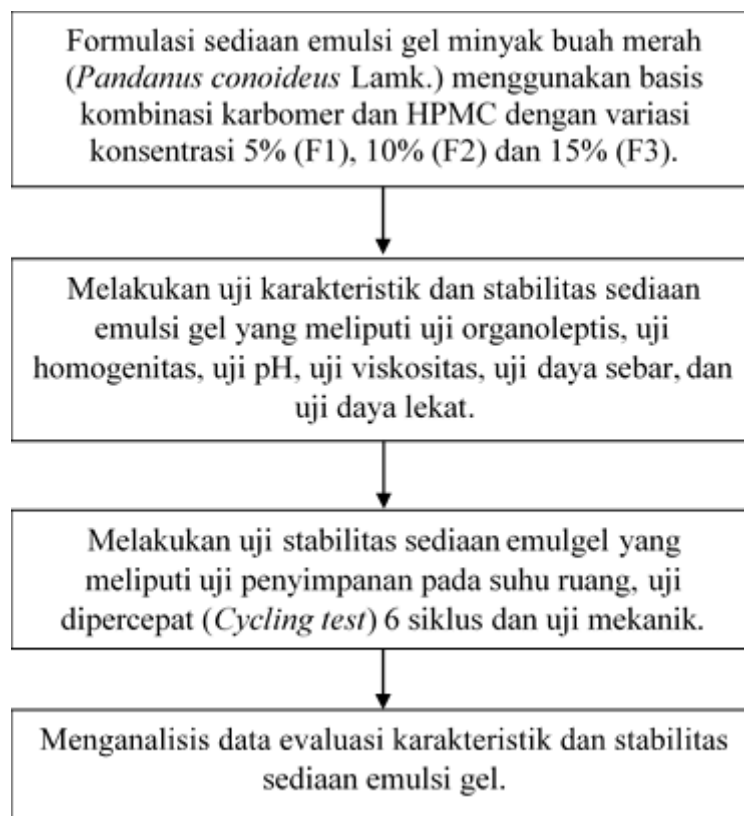 Formulasi sediaan emulsi gel minyak buah merah
(Pandanus conoideus Lamk.) menggunakan basis
kombinasi karbomer dan HPMC dengan variasi
konsentrasi 5% (F1), 10% (F2) dan 15% (F3).
Melakukan uji karakteristik dan stabilitas sediaan
emulsi gel yang meliputi uji organoleptis, uji
homogenitas, uji pH, uji viskositas, uji daya sebar, dan
uji daya lekat.
Melakukan uji stabilitas sediaan emulgel yang
meliputi uji penyimpanan pada suhu ruang, uji
dipercepat (Cycling test) 6 siklus dan uji mekanik.
Menganalisis data evaluasi karakteristik dan stabilitas
sediaan emulsi gel.